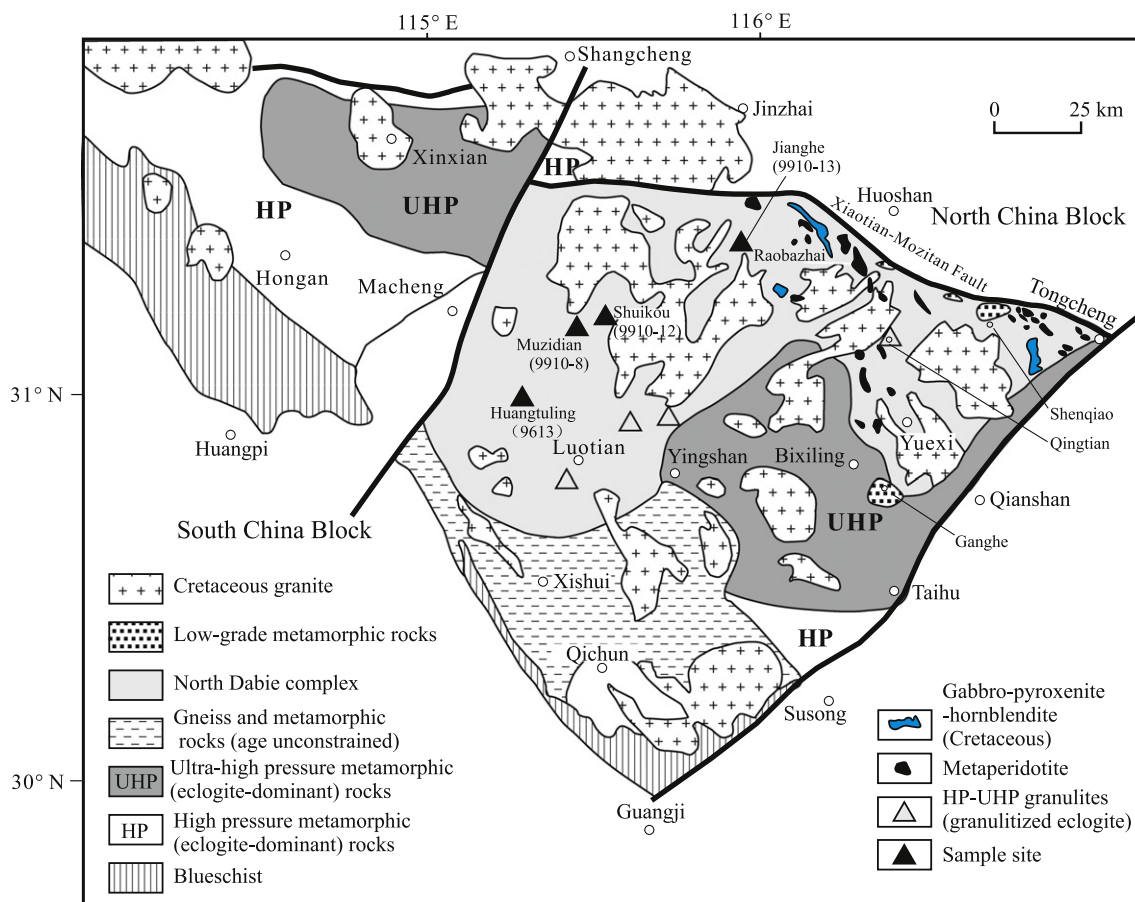 115° E
116° E
Shangcheng
0 25 km
Jinzhai
Jianghe
(9910-13)
HP
Xinxian
UHP
Huoshan
North China Block
Xiaotian-Mozitan Fault
HP
Hongan
Raobazhai
Macheng
Tongcheng
Shuikou
(9910-12)
Muzidian
(9910-8)
31° N
Huangtuling
(9613)
Shenqiao
Qingtian
Yuexi
Huangpi
Luotian
Yingshan
Bixiling
Qianshan
South China Block
UHP
Ganghe
Xishui
Taihu
HP
Qichun
Susong
30° N
Guangji
Cretaceous granite
Low-grade metamorphic rocks
North Dabie complex
Gneiss and metamorphic
rocks (age unconstrained)
UHP
Ultra-high pressure metamorphic
(eclogite-dominant) rocks
HP
High pressure metamorphic
(eclogite-dominant) rocks
Blueschist
Gabbro-pyroxenite
-hornblendite
(Cretaceous)
Metaperidotite
HP-UHP granulites
(granulitized eclogite)
Sample site